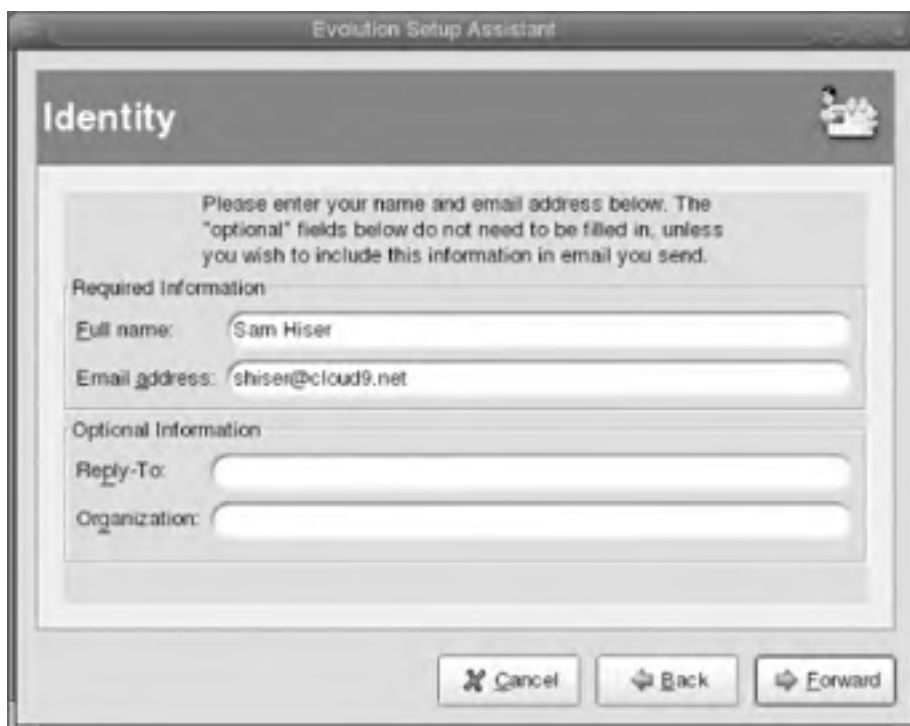 Evolution Setup Assistant
Identity
Please enter your name and email address below. The
"optional" fields below do not need to be filled in, unless
you wish to include this information in email you send.
Required Information
Full name: Sam Hiser
Email address: shiser@cloud9.net
Optional Information
Reply-To:
Organization:
Cancel Back Forward